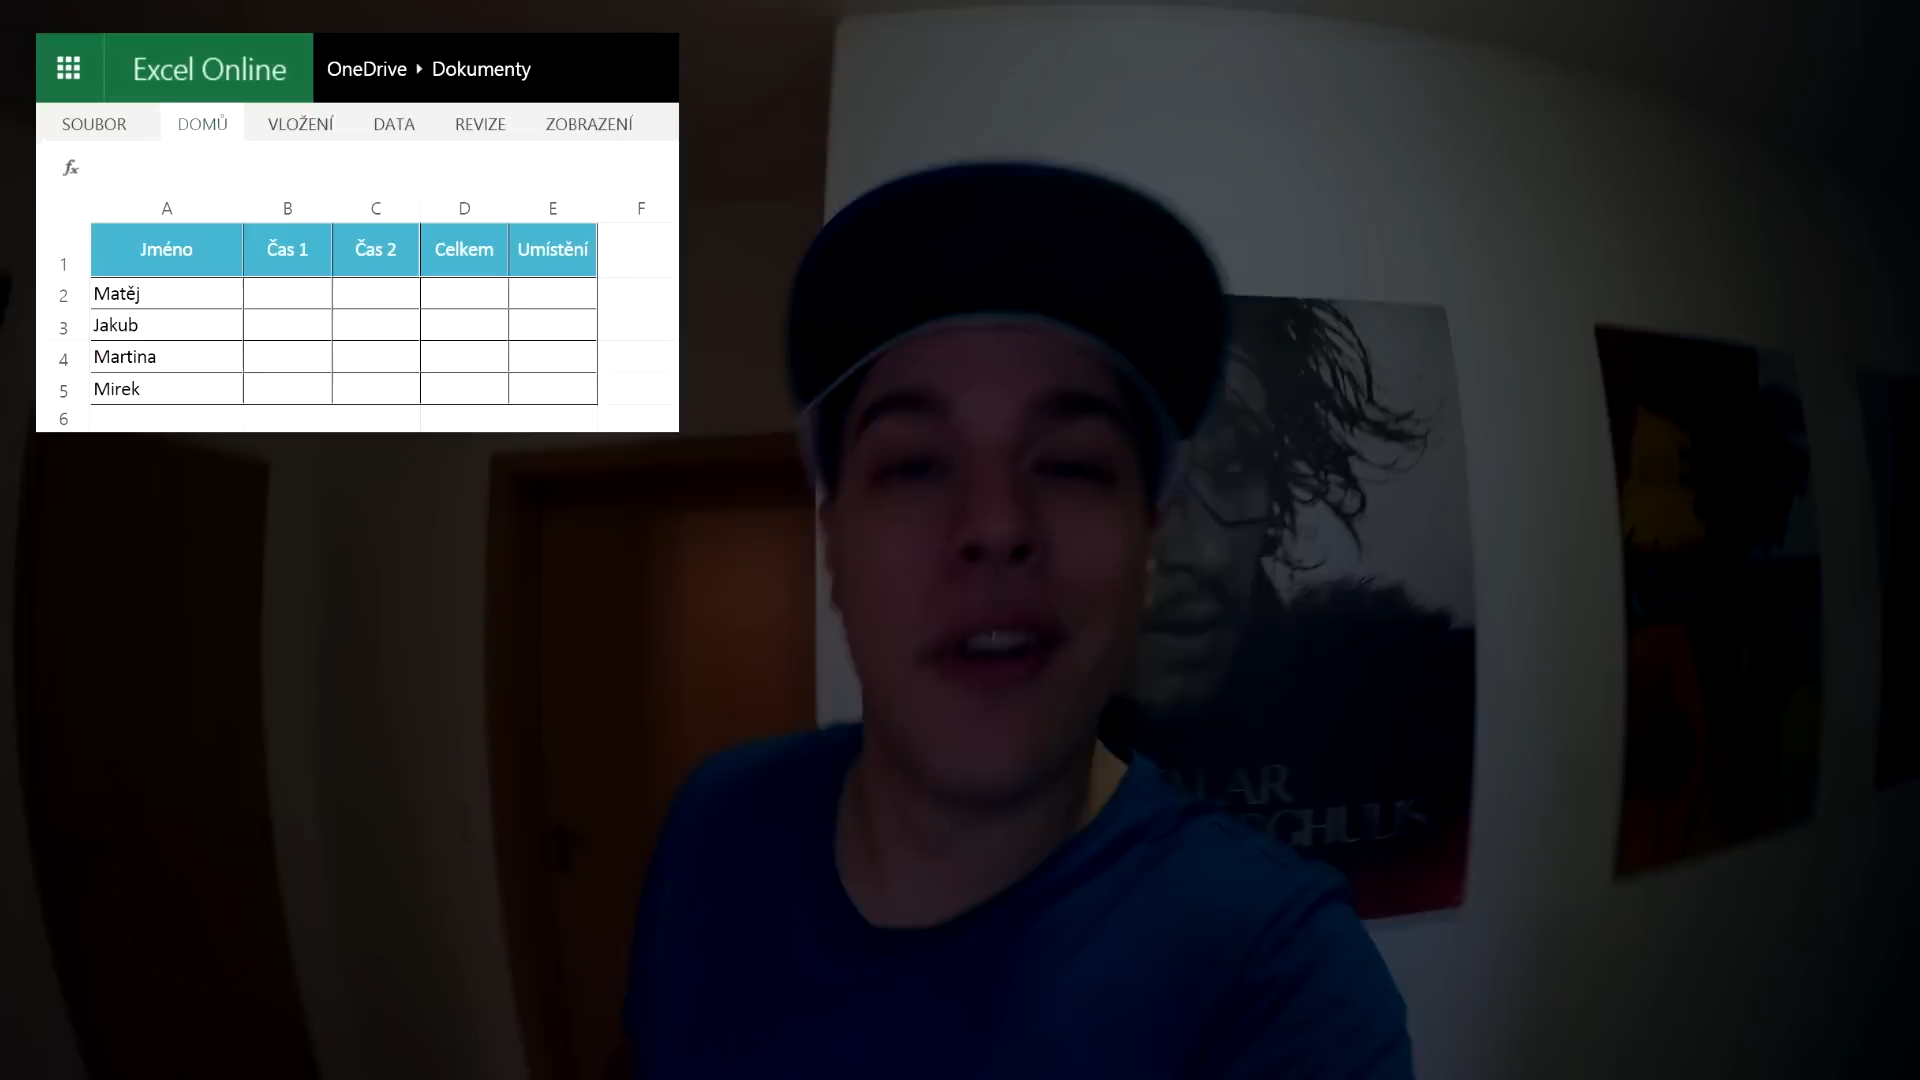 Excel Online OneDrive ▸ Dokumenty
SOUBOR DOMŮ VLOŽENÍ DATA REVIZE ZOBRAZENÍ
fx
A B C D E F
1 Jméno Čas 1 Čas 2 Celkem Umístění
2 Matěj
3 Jakub
4 Martina
5 Mirek
6